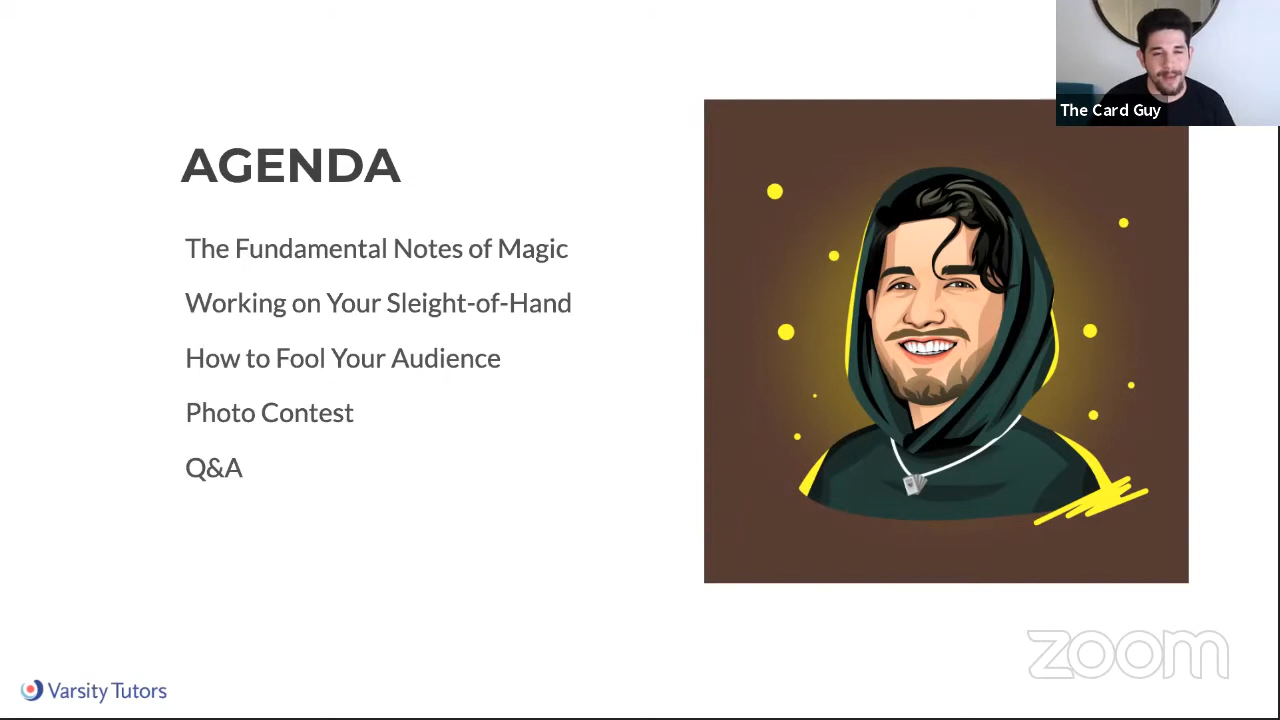 The Card Guy
AGENDA
The Fundamental Notes of Magic
Working on Your Sleight-of-Hand
How to Fool Your Audience
Photo Contest
Q&A
zoom
Varsity Tutors